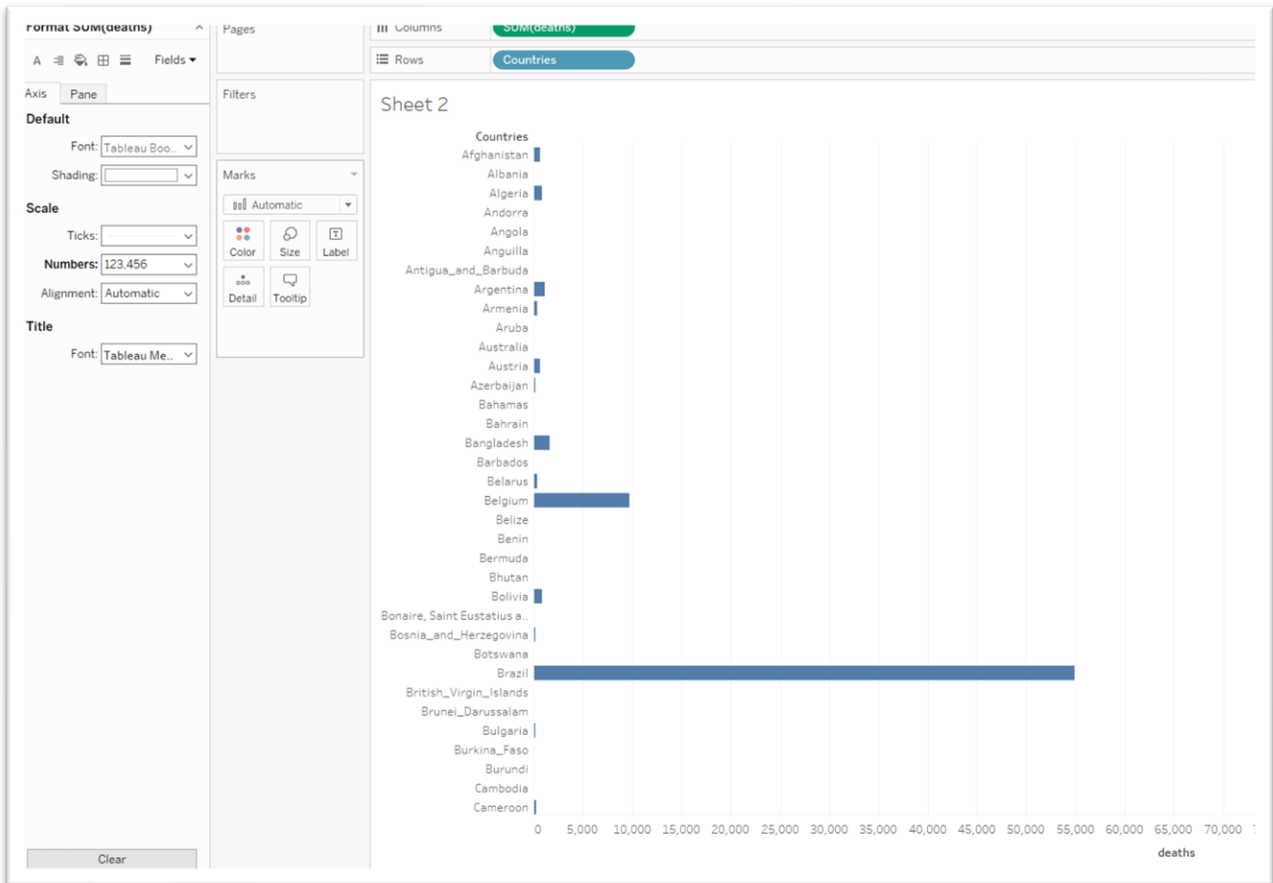 Format SUM(deaths)
Fields
Axis
Pane
Default
Font: Tableau Boo..
Shading:
Scale
Ticks:
Numbers: 123,456
Alignment: Automatic
Title
Font: Tableau Me..
Clear
Pages
Filters
Marks
Automatic
Color Size Label
Detail Tooltip
Columns SUM(deaths)
Rows Countries
Sheet 2
Countries
Afghanistan
Albania
Algeria
Andorra
Angola
Anguilla
Antigua_and_Barbuda
Argentina
Armenia
Aruba
Australia
Austria
Azerbaijan
Bahamas
Bahrain
Bangladesh
Barbados
Belarus
Belgium
Belize
Benin
Bermuda
Bhutan
Bolivia
Bonaire, Saint Eustatius a..
Bosnia_and_Herzegovina
Botswana
Brazil
British_Virgin_Islands
Brunei_Darussalam
Bulgaria
Burkina_Faso
Burundi
Cambodia
Cameroon
0 5,000 10,000 15,000 20,000 25,000 30,000 35,000 40,000 45,000 50,000 55,000 60,000 65,000 70,000
deaths